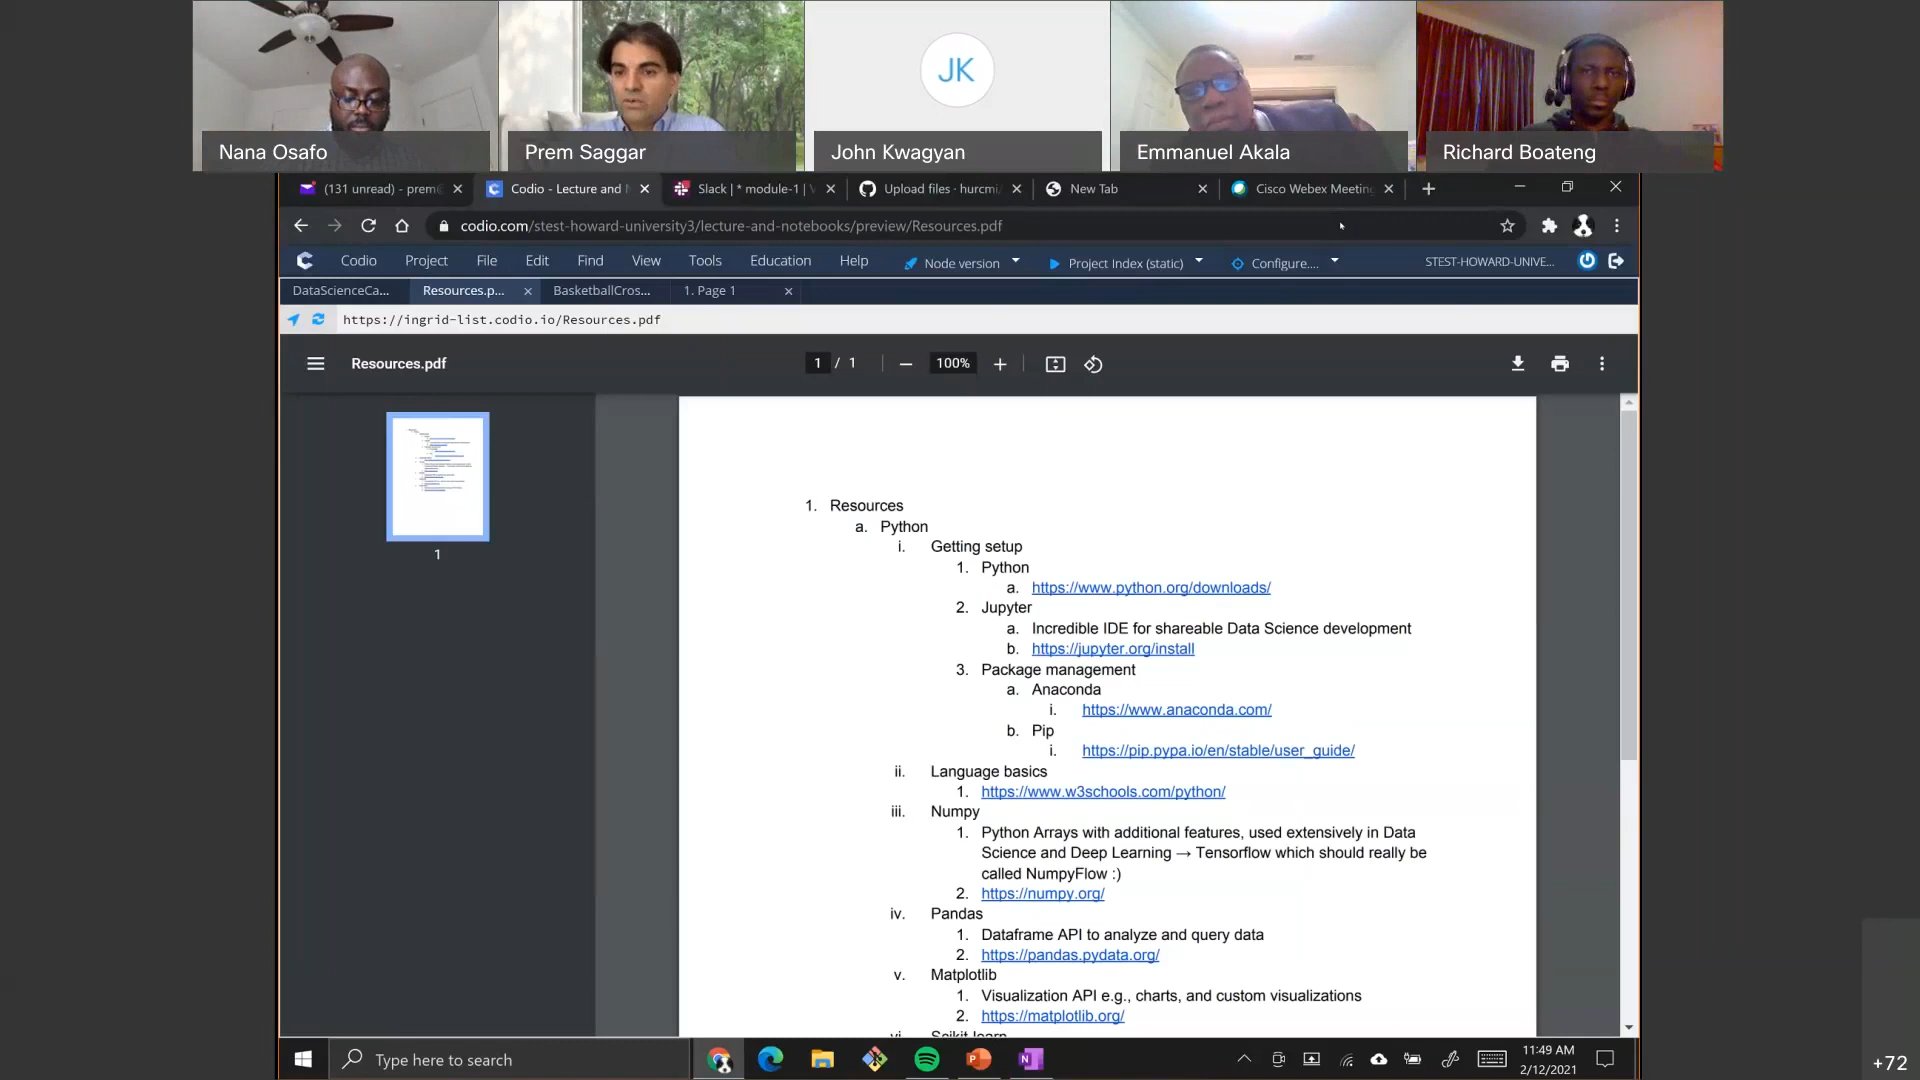 JK
Nana Osafo
Prem Saggar
John Kwagyan
Emmanuel Akala
Richard Boateng
(131 unread) - prem
Codio - Lecture and
Slack | * module-1 |
Upload files · hurcmi
New Tab
Cisco Webex Meeting
codio.com/stest-howard-university3/lecture-and-notebooks/preview/Resources.pdf
Codio Project File Edit Find View Tools Education Help Node version Project Index (static) Configure.... STEST-HOWARD-UNIVE...
DataScienceCa... Resources.p... BasketballCros... 1. Page 1
https://ingrid-list.codio.io/Resources.pdf
Resources.pdf 1 / 1 100%
1
1. Resources
a. Python
i. Getting setup
1. Python
a. https://www.python.org/downloads/
2. Jupyter
a. Incredible IDE for shareable Data Science development
b. https://jupyter.org/install
3. Package management
a. Anaconda
i. https://www.anaconda.com/
b. Pip
i. https://pip.pypa.io/en/stable/user_guide/
ii. Language basics
1. https://www.w3schools.com/python/
iii. Numpy
1. Python Arrays with additional features, used extensively in Data
Science and Deep Learning → Tensorflow which should really be
called NumpyFlow :)
2. https://numpy.org/
iv. Pandas
1. Dataframe API to analyze and query data
2. https://pandas.pydata.org/
v. Matplotlib
1. Visualization API e.g., charts, and custom visualizations
2. https://matplotlib.org/
vi. Scikit learn
Type here to search
11:49 AM
2/12/2021
+72